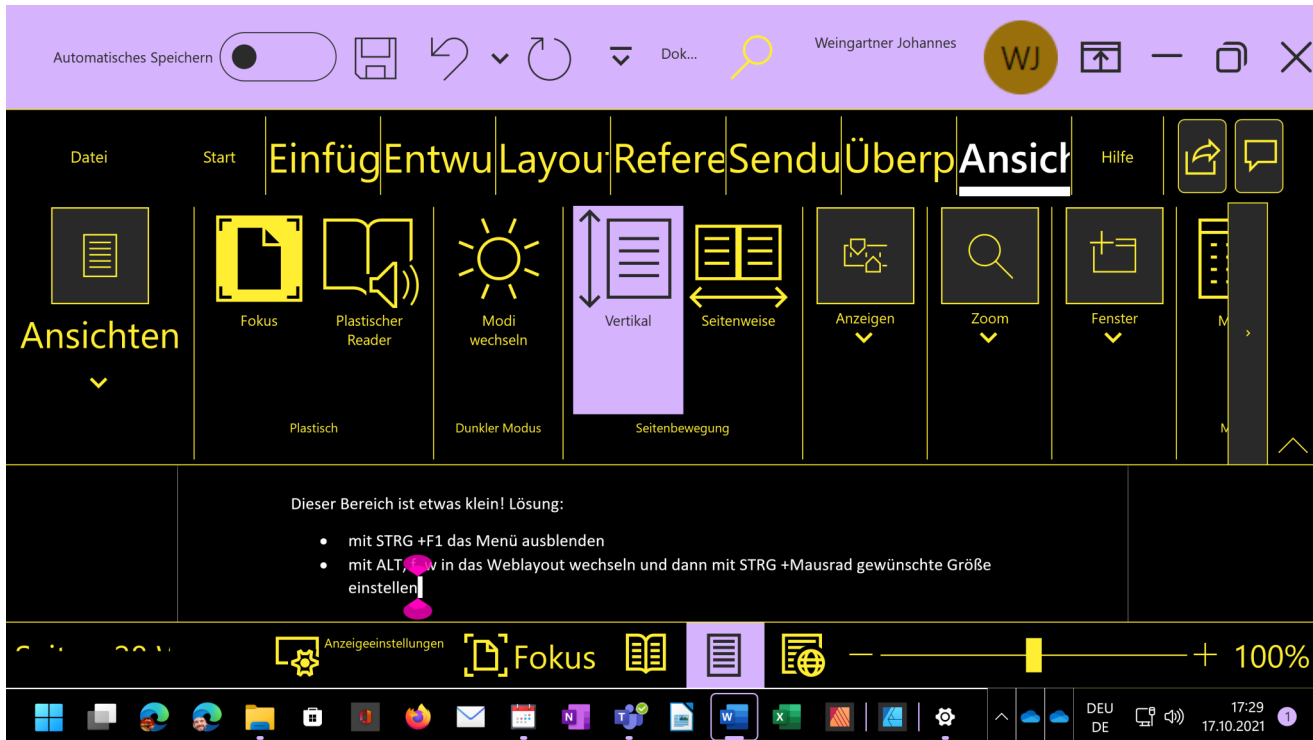 Automatisches Speichern
Dok...
Weingartner Johannes
WJ
Datei
Start
Einfüg
Entwu
Layou
Refere
Sendu
Überp
Ansich
Hilfe
Ansichten
Fokus
Plastischer
Reader
Modi
wechseln
Vertikal
Seitenweise
Anzeigen
Zoom
Fenster
M
Plastisch
Dunkler Modus
Seitenbewegung
M
Dieser Bereich ist etwas klein! Lösung:
• mit STRG +F1 das Menü ausblenden
• mit ALT, w in das Weblayout wechseln und dann mit STRG +Mausrad gewünschte Größe
einstellen
Anzeigeeinstellungen
Fokus
100%
DEU
DE
17:29
17.10.2021
1